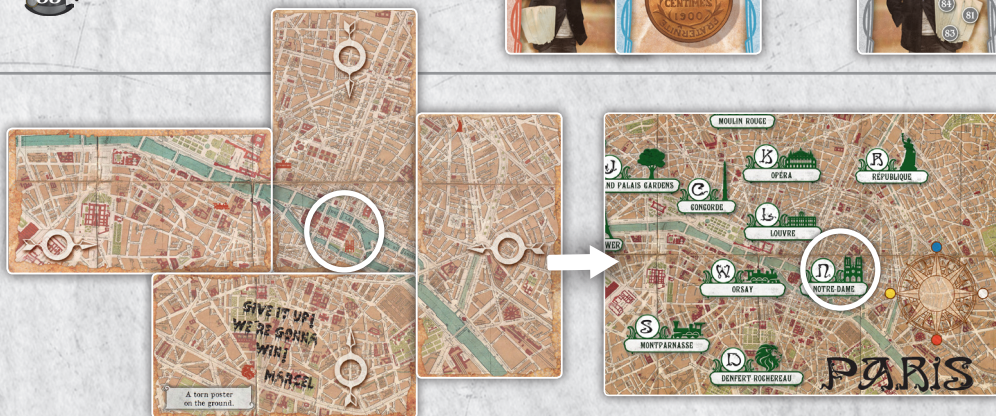 CENTIMES
1900
84
81
83
GIVE IT UP!
WE'RE GONNA
WIN!
MARCEL
A torn poster
on the ground.
MOULIN ROUGE
K
OPÉRA
R
RÉPUBLIQUE
ND PALAIS GARDENS
C
CONCORDE
L
LOUVRE
WER
W
ORSAY
N
NOTRE-DAME
S
MONTPARNASSE
D
DENFERT ROCHEREAU
PARIS